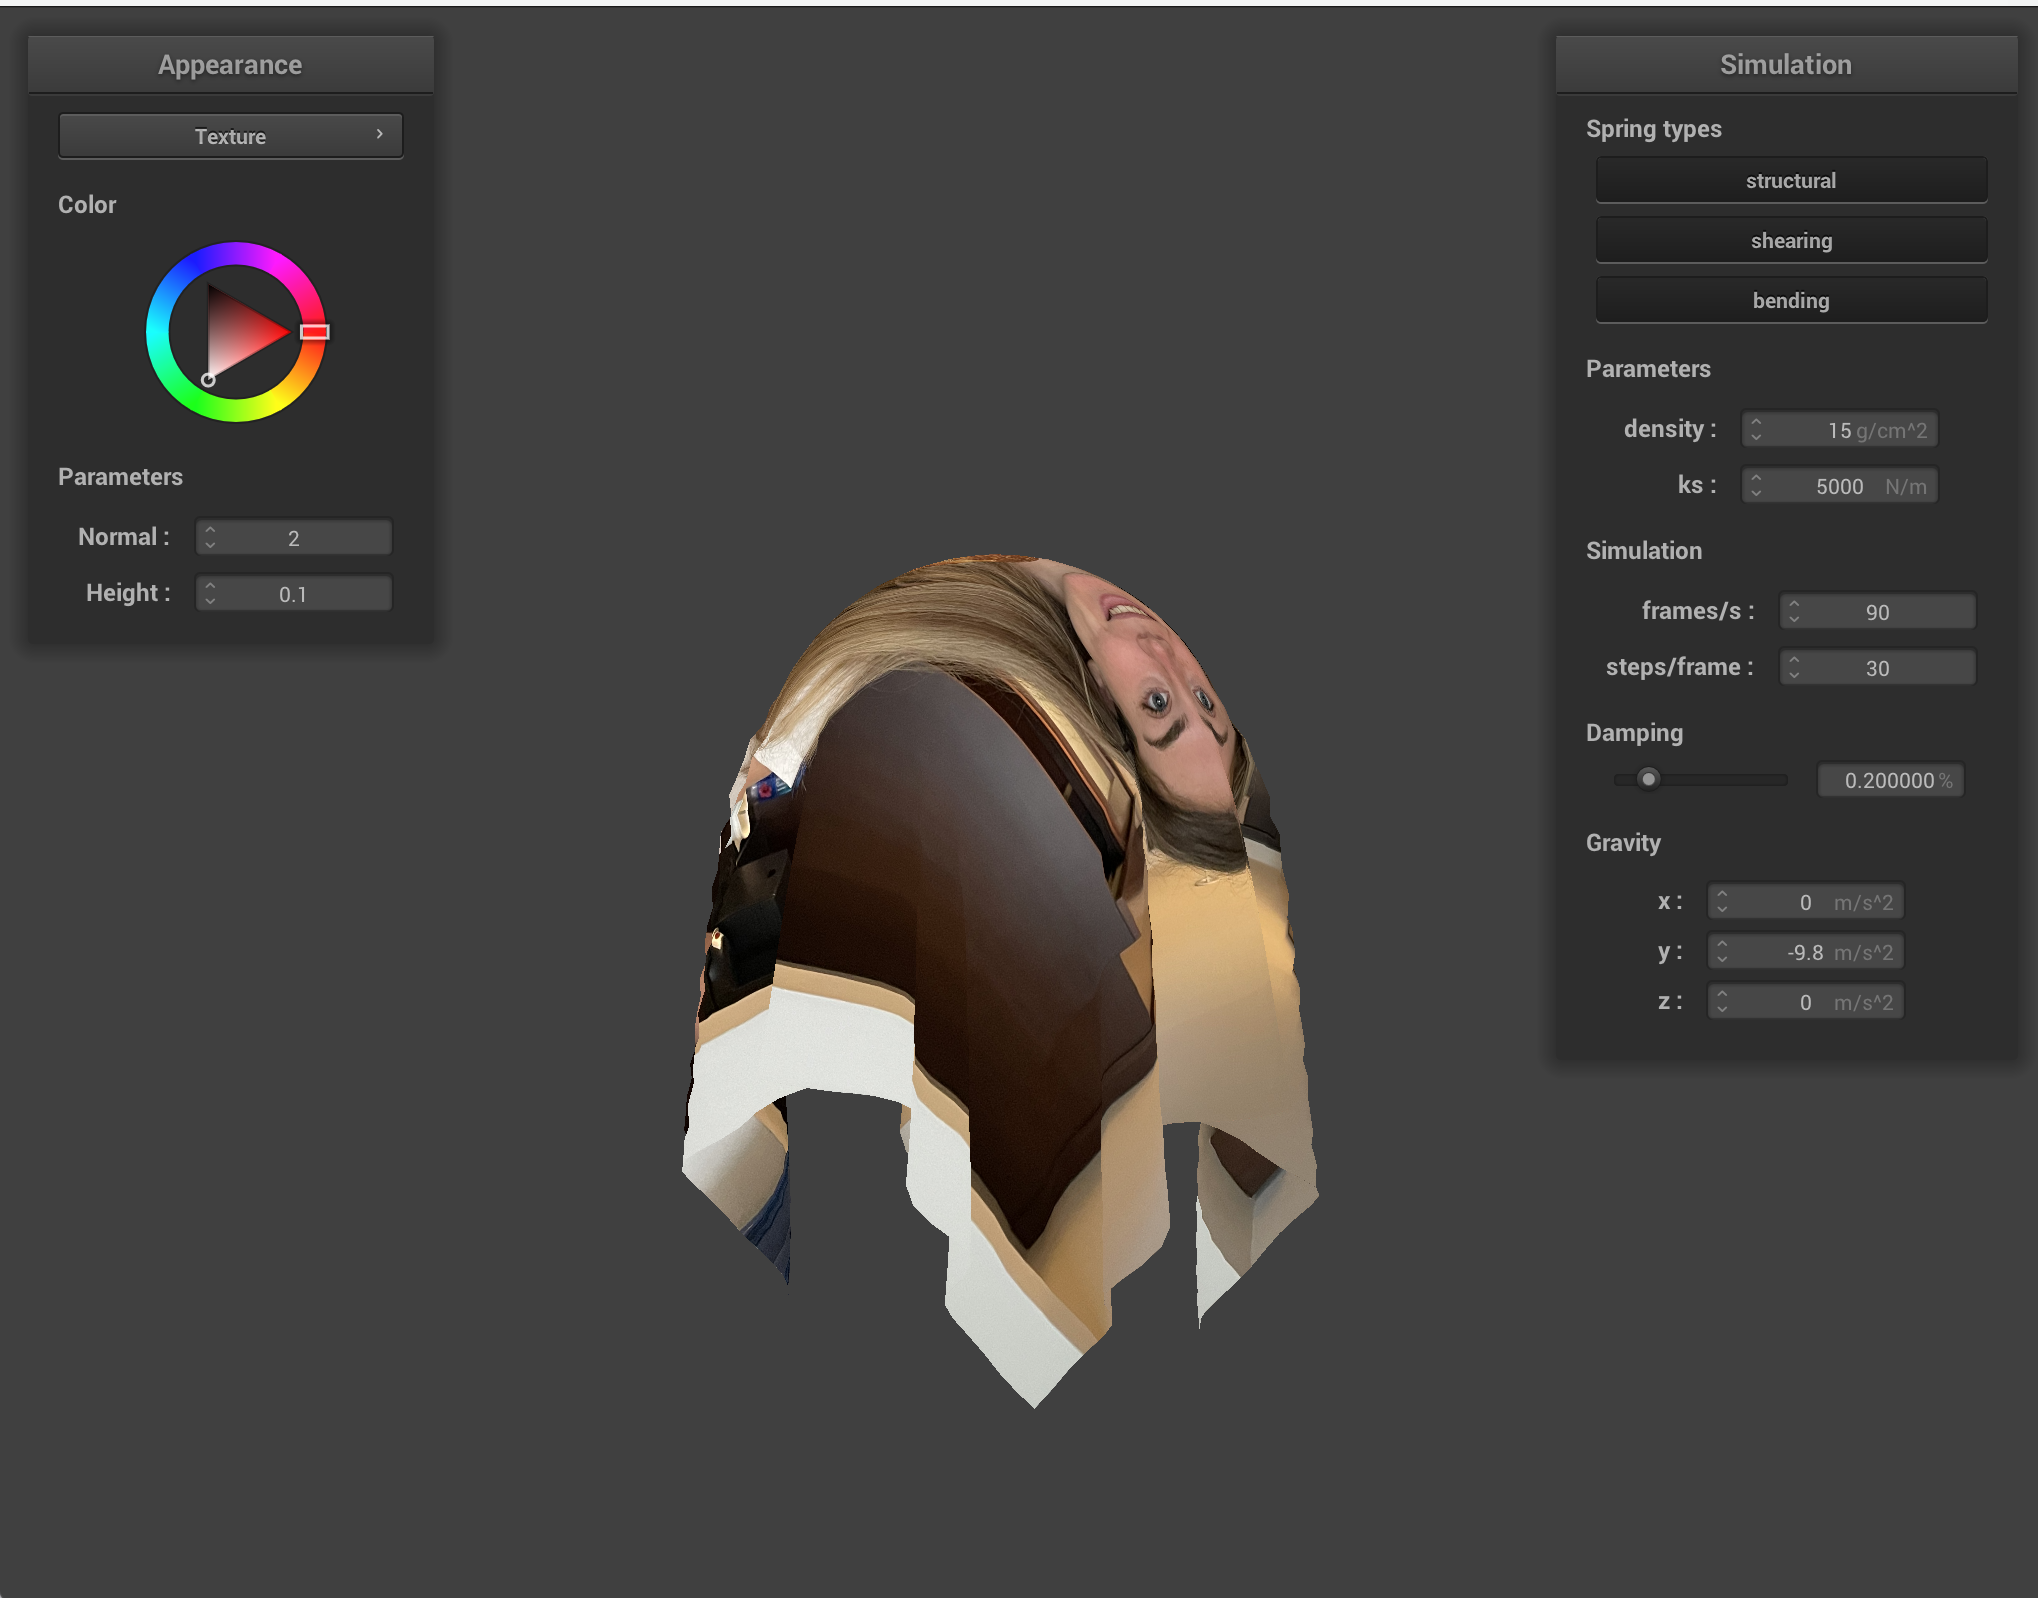 Appearance
Texture
Color
Parameters
Normal : 2
Height : 0.1
Simulation
Spring types
structural
shearing
bending
Parameters
density : 15 g/cm^2
ks : 5000 N/m
Simulation
frames/s : 90
steps/frame : 30
Damping
0.200000 %
Gravity
x : 0 m/s^2
y : -9.8 m/s^2
z : 0 m/s^2